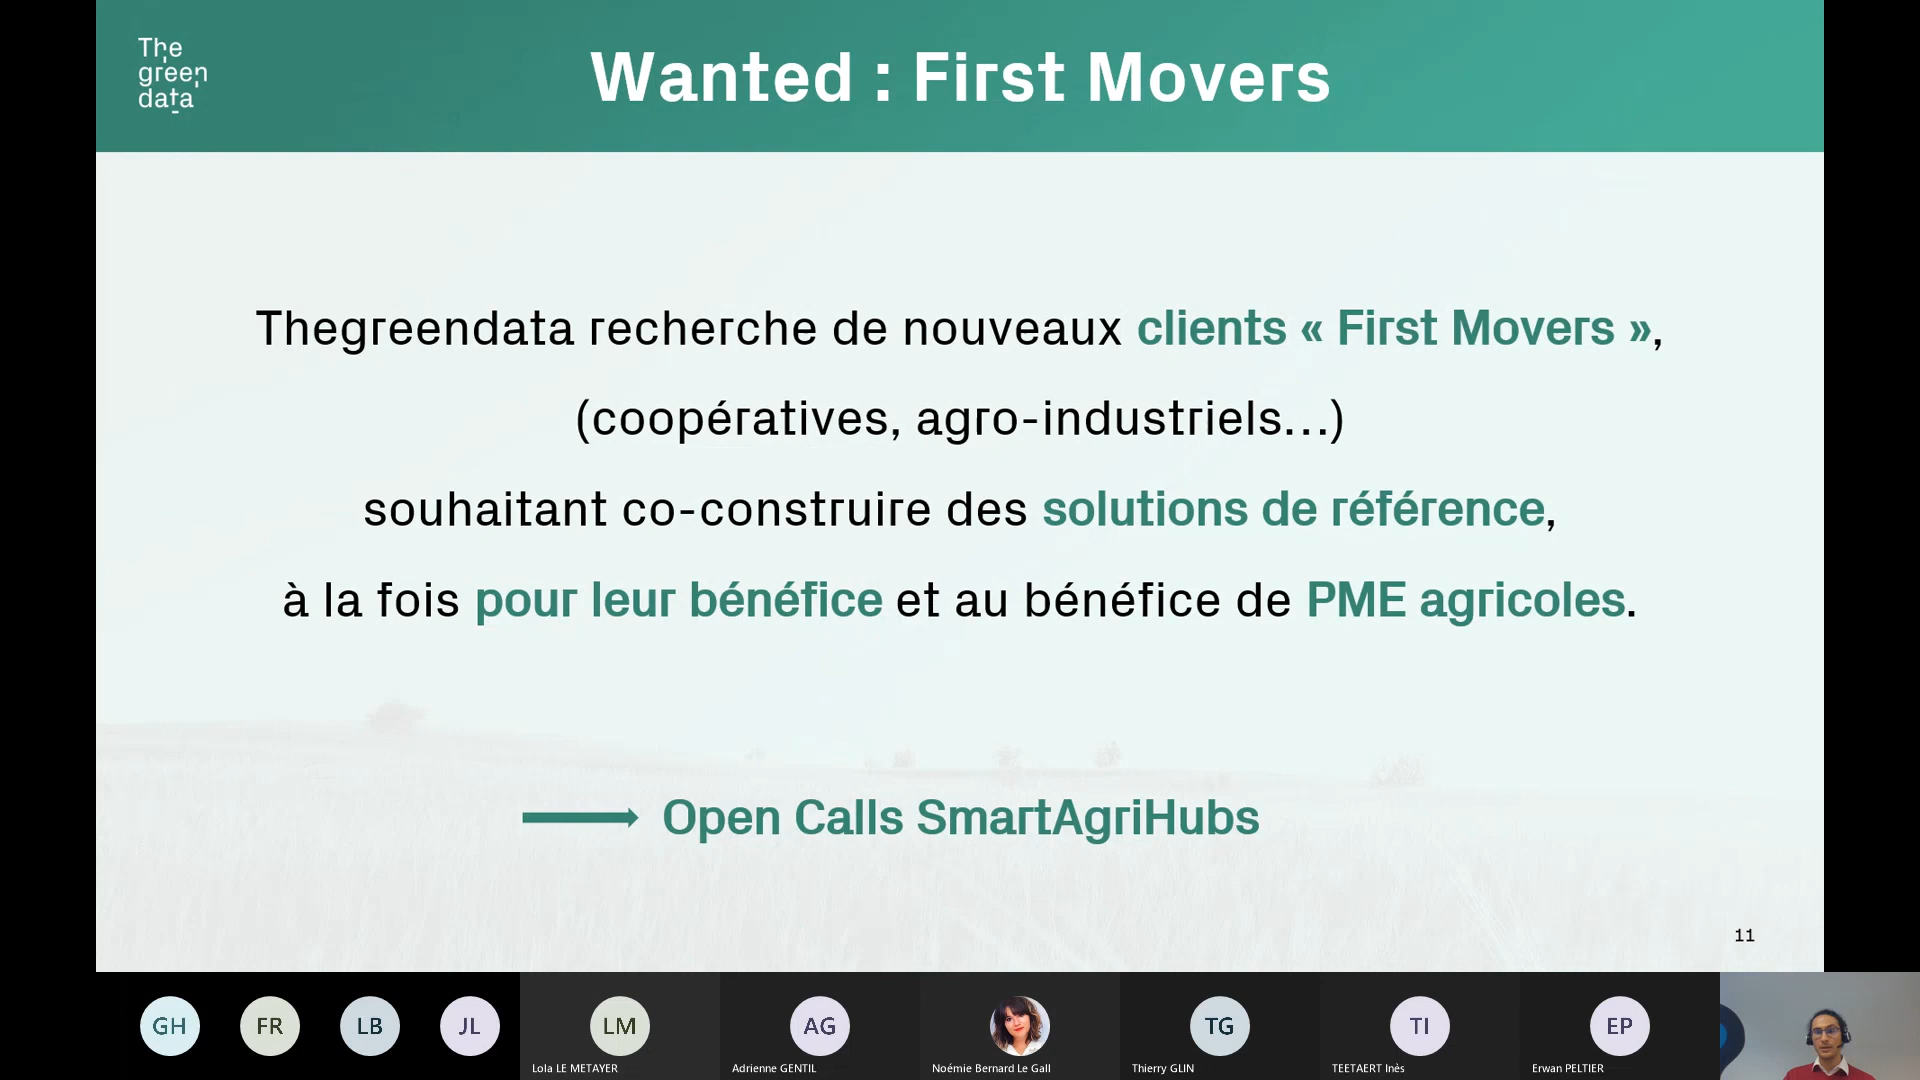 The
green
data
Wanted : First Movers
Thegreendata recherche de nouveaux clients « First Movers »,
(coopératives, agro-industriels...)
souhaitant co-construire des solutions de référence,
à la fois pour leur bénéfice et au bénéfice de PME agricoles.
Open Calls SmartAgriHubs
11
GH
FR
LB
JL
LM
AG
TG
TI
EP
Lola LE METAYER
Adrienne GENTIL
Noémie Bernard Le Gall
Thierry GLIN
TEETAERT Inès
Erwan PELTIER